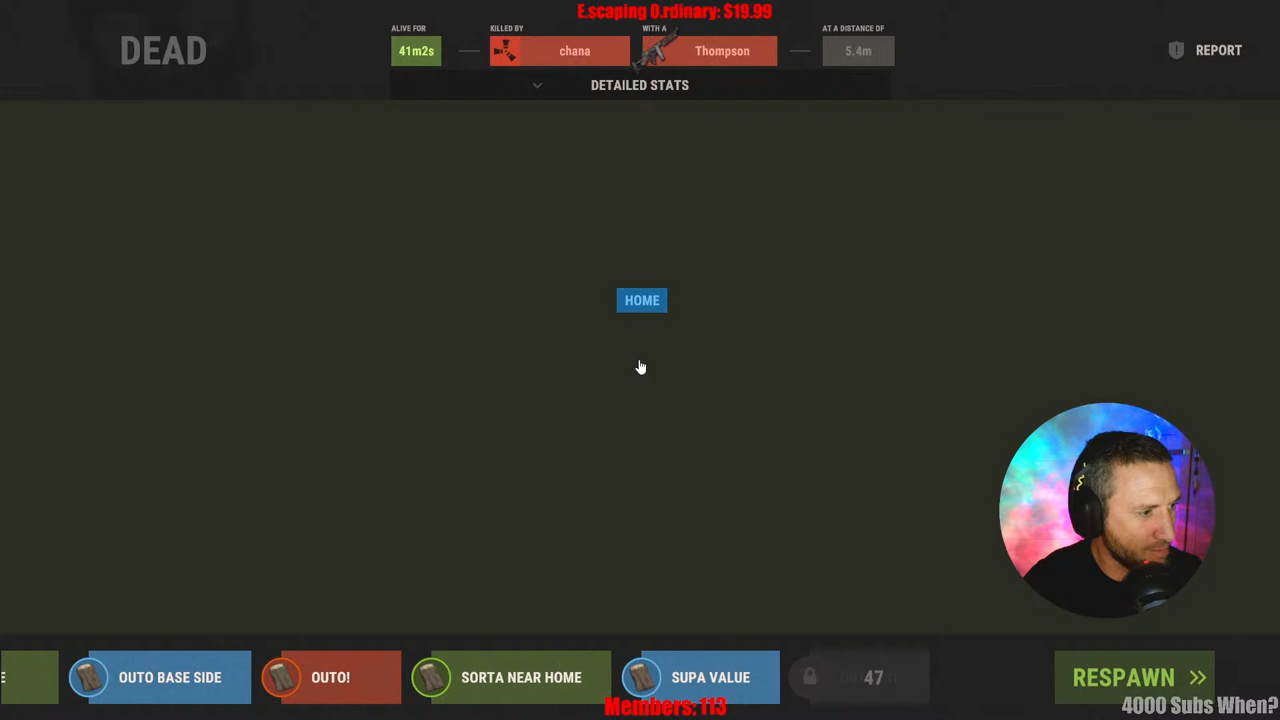 E.scaping O.rdinary: $19.99
DEAD
ALIVE FOR
41m2s
KILLED BY
chana
WITH A
Thompson
AT A DISTANCE OF
5.4m
REPORT
DETAILED STATS
HOME
OUTO BASE SIDE
OUTO!
SORTA NEAR HOME
SUPA VALUE
47
RESPAWN
Members: 113
4000 Subs When?